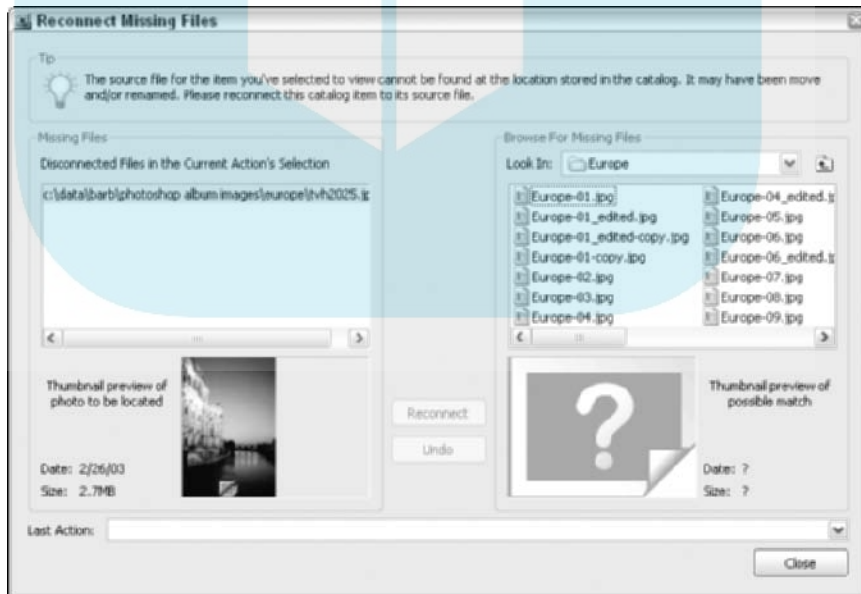 Reconnect Missing Files
Tip
The source file for the item you've selected to view cannot be found at the location stored in the catalog. It may have been move
and/or renamed. Please reconnect this catalog item to its source file.
Missing Files
Disconnected Files in the Current Action's Selection
c:\data\barb\photoshop album images\europe\tvh2025.jp
Thumbnail preview of
photo to be located
Date: 2/26/03
Size: 2.7MB
Reconnect
Undo
Browse For Missing Files
Look In: Europe
Europe-01.jpg
Europe-01_edited.jpg
Europe-01_edited-copy.jpg
Europe-01-copy.jpg
Europe-02.jpg
Europe-03.jpg
Europe-04.jpg
Europe-04_edited.j
Europe-05.jpg
Europe-06.jpg
Europe-06_edited.j
Europe-07.jpg
Europe-08.jpg
Europe-09.jpg
Thumbnail preview of
possible match
Date: ?
Size: ?
Last Action:
Close